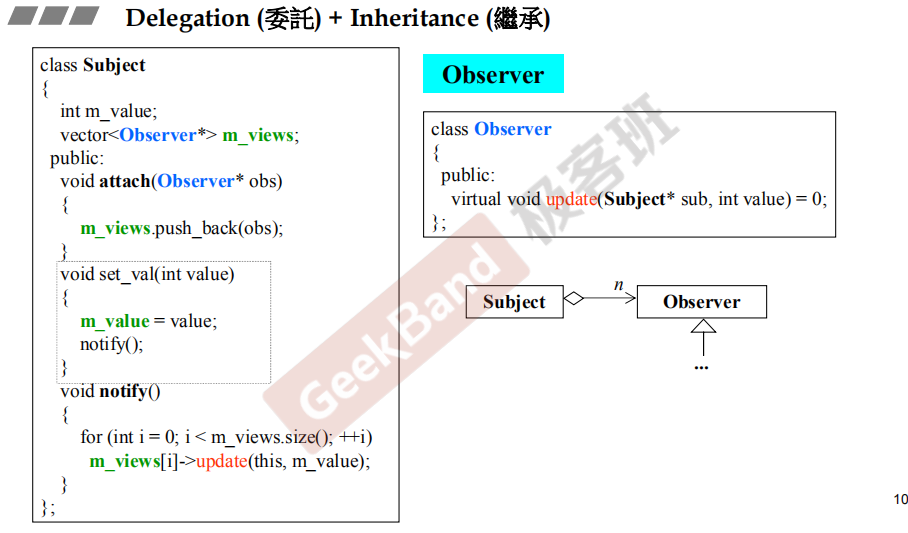 Delegation (委託) + Inheritance (繼承)
class Subject
{
int m_value;
vector<Observer*> m_views;
public:
void attach(Observer* obs)
{
m_views.push_back(obs);
}
void set_val(int value)
{
m_value = value;
notify();
}
void notify()
{
for (int i = 0; i < m_views.size(); ++i)
m_views[i]->update(this, m_value);
}
};
Observer
class Observer
{
public:
virtual void update(Subject* sub, int value) = 0;
};
Subject
n
Observer
...
GeekBand 极客班
10